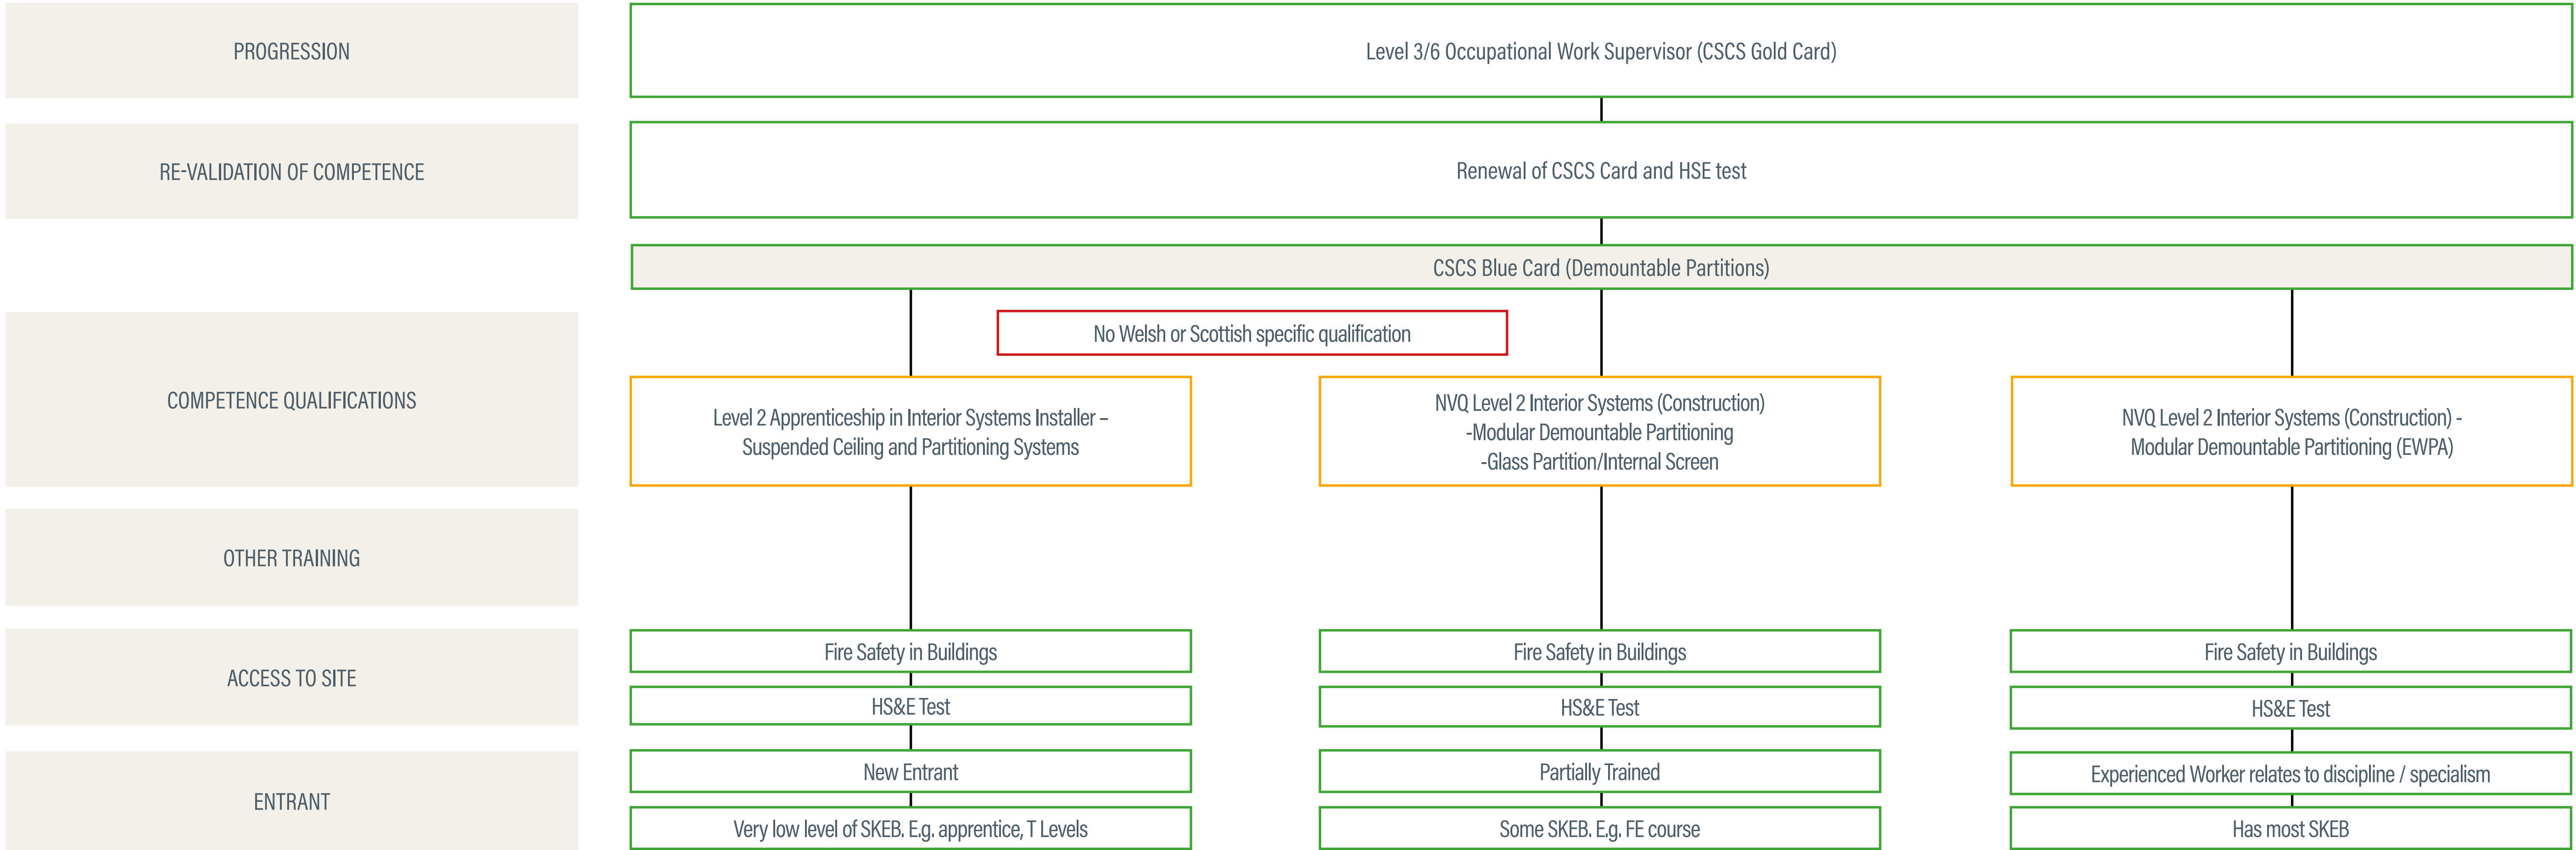 PROGRESSION
Level 3/6 Occupational Work Supervisor (CSCS Gold Card)
RE-VALIDATION OF COMPETENCE
Renewal of CSCS Card and HSE test
CSCS Blue Card (Demountable Partitions)
No Welsh or Scottish specific qualification
COMPETENCE QUALIFICATIONS
Level 2 Apprenticeship in Interior Systems Installer –
Suspended Ceiling and Partitioning Systems
NVQ Level 2 Interior Systems (Construction)
-Modular Demountable Partitioning
-Glass Partition/Internal Screen
NVQ Level 2 Interior Systems (Construction) -
Modular Demountable Partitioning (EWPA)
OTHER TRAINING
ACCESS TO SITE
Fire Safety in Buildings
Fire Safety in Buildings
Fire Safety in Buildings
HS&E Test
HS&E Test
HS&E Test
ENTRANT
New Entrant
Partially Trained
Experienced Worker relates to discipline / specialism
Very low level of SKEB. E.g. apprentice, T Levels
Some SKEB. E.g. FE course
Has most SKEB